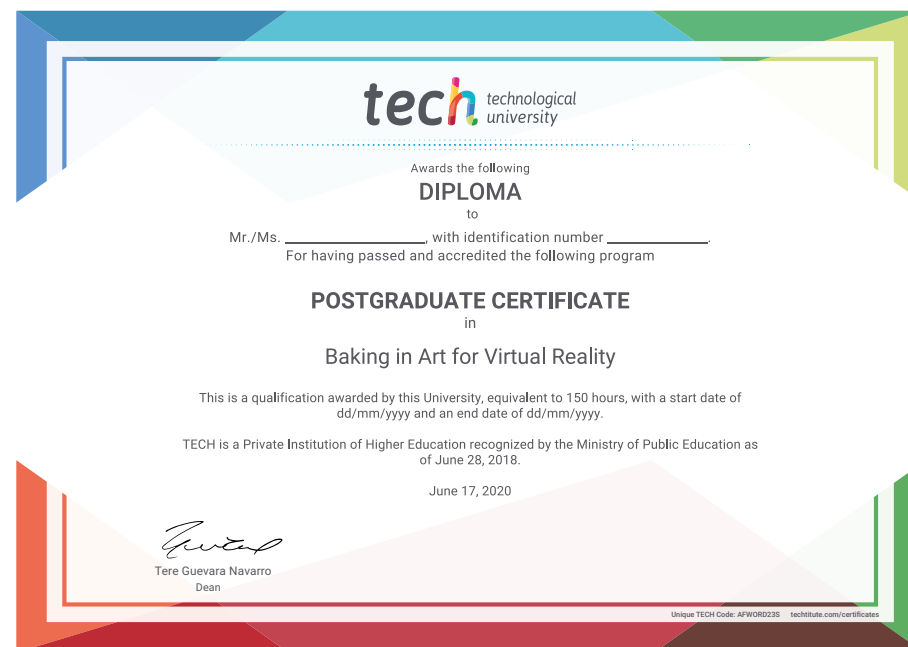 tech technological
university
Awards the following
DIPLOMA
to
Mr./Ms. ____________________, with identification number ______________.
For having passed and accredited the following program
POSTGRADUATE CERTIFICATE
in
Baking in Art for Virtual Reality
This is a qualification awarded by this University, equivalent to 150 hours, with a start date of
dd/mm/yyyy and an end date of dd/mm/yyyy.
TECH is a Private Institution of Higher Education recognized by the Ministry of Public Education as
of June 28, 2018.
June 17, 2020
Tere Guevara Navarro
Dean
Unique TECH Code: AFWORD23S techtitute.com/certificates